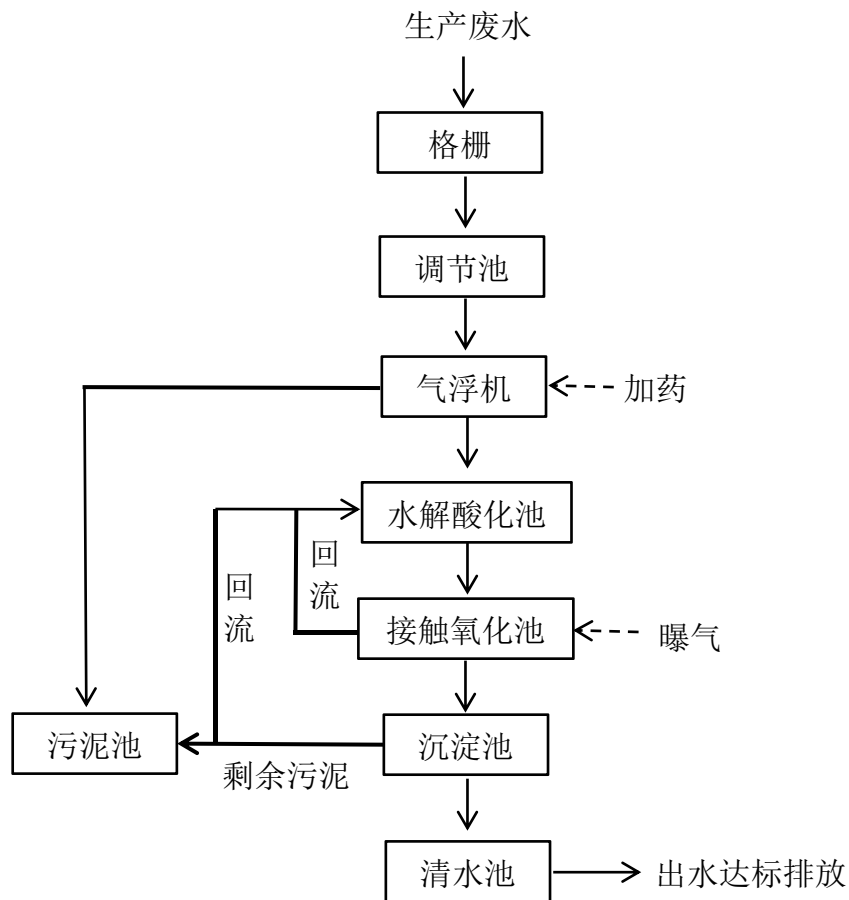 生产废水
格栅
调节池
气浮机
加药
水解酸化池
回流
回流
接触氧化池
曝气
污泥池
沉淀池
剩余污泥
清水池
出水达标排放